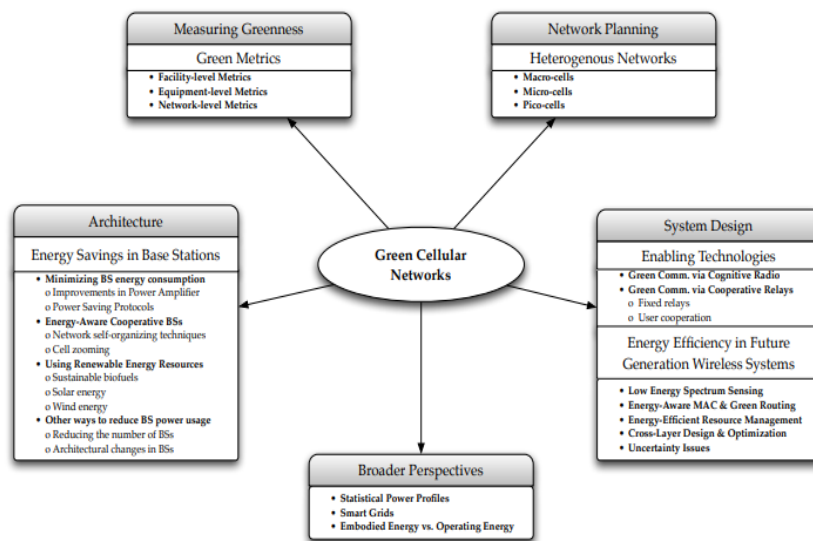 Measuring Greenness
Green Metrics
• Facility-level Metrics
• Equipment-level Metrics
• Network-level Metrics
Network Planning
Heterogenous Networks
• Macro-cells
• Micro-cells
• Pico-cells
Architecture
Energy Savings in Base Stations
• Minimizing BS energy consumption
o Improvements in Power Amplifier
o Power Saving Protocols
• Energy-Aware Cooperative BSs
o Network self-organizing techniques
o Cell zooming
• Using Renewable Energy Resources
o Sustainable biofuels
o Solar energy
o Wind energy
• Other ways to reduce BS power usage
o Reducing the number of BSs
o Architectural changes in BSs
Green Cellular
Networks
System Design
Enabling Technologies
• Green Comm. via Cognitive Radio
• Green Comm. via Cooperative Relays
o Fixed relays
o User cooperation
Energy Efficiency in Future
Generation Wireless Systems
• Low Energy Spectrum Sensing
• Energy-Aware MAC & Green Routing
• Energy-Efficient Resource Management
• Cross-Layer Design & Optimization
• Uncertainty Issues
Broader Perspectives
• Statistical Power Profiles
• Smart Grids
• Embodied Energy vs. Operating Energy